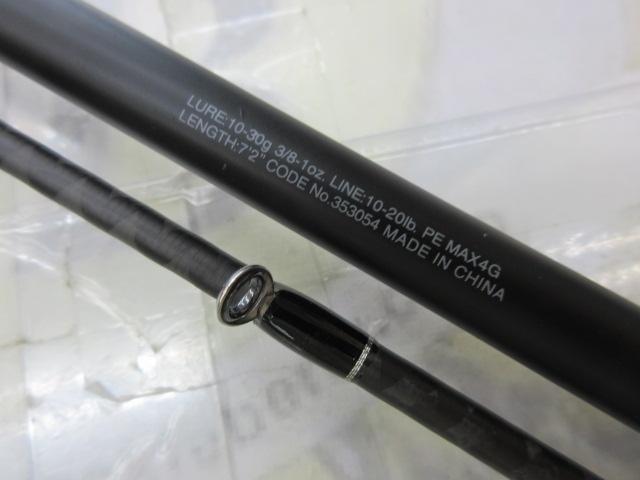 LURE:10-30g 3/8-1oz. LINE:10-20lb. PE MAX4G
LENGTH:7'2" CODE No.353054 MADE IN CHINA